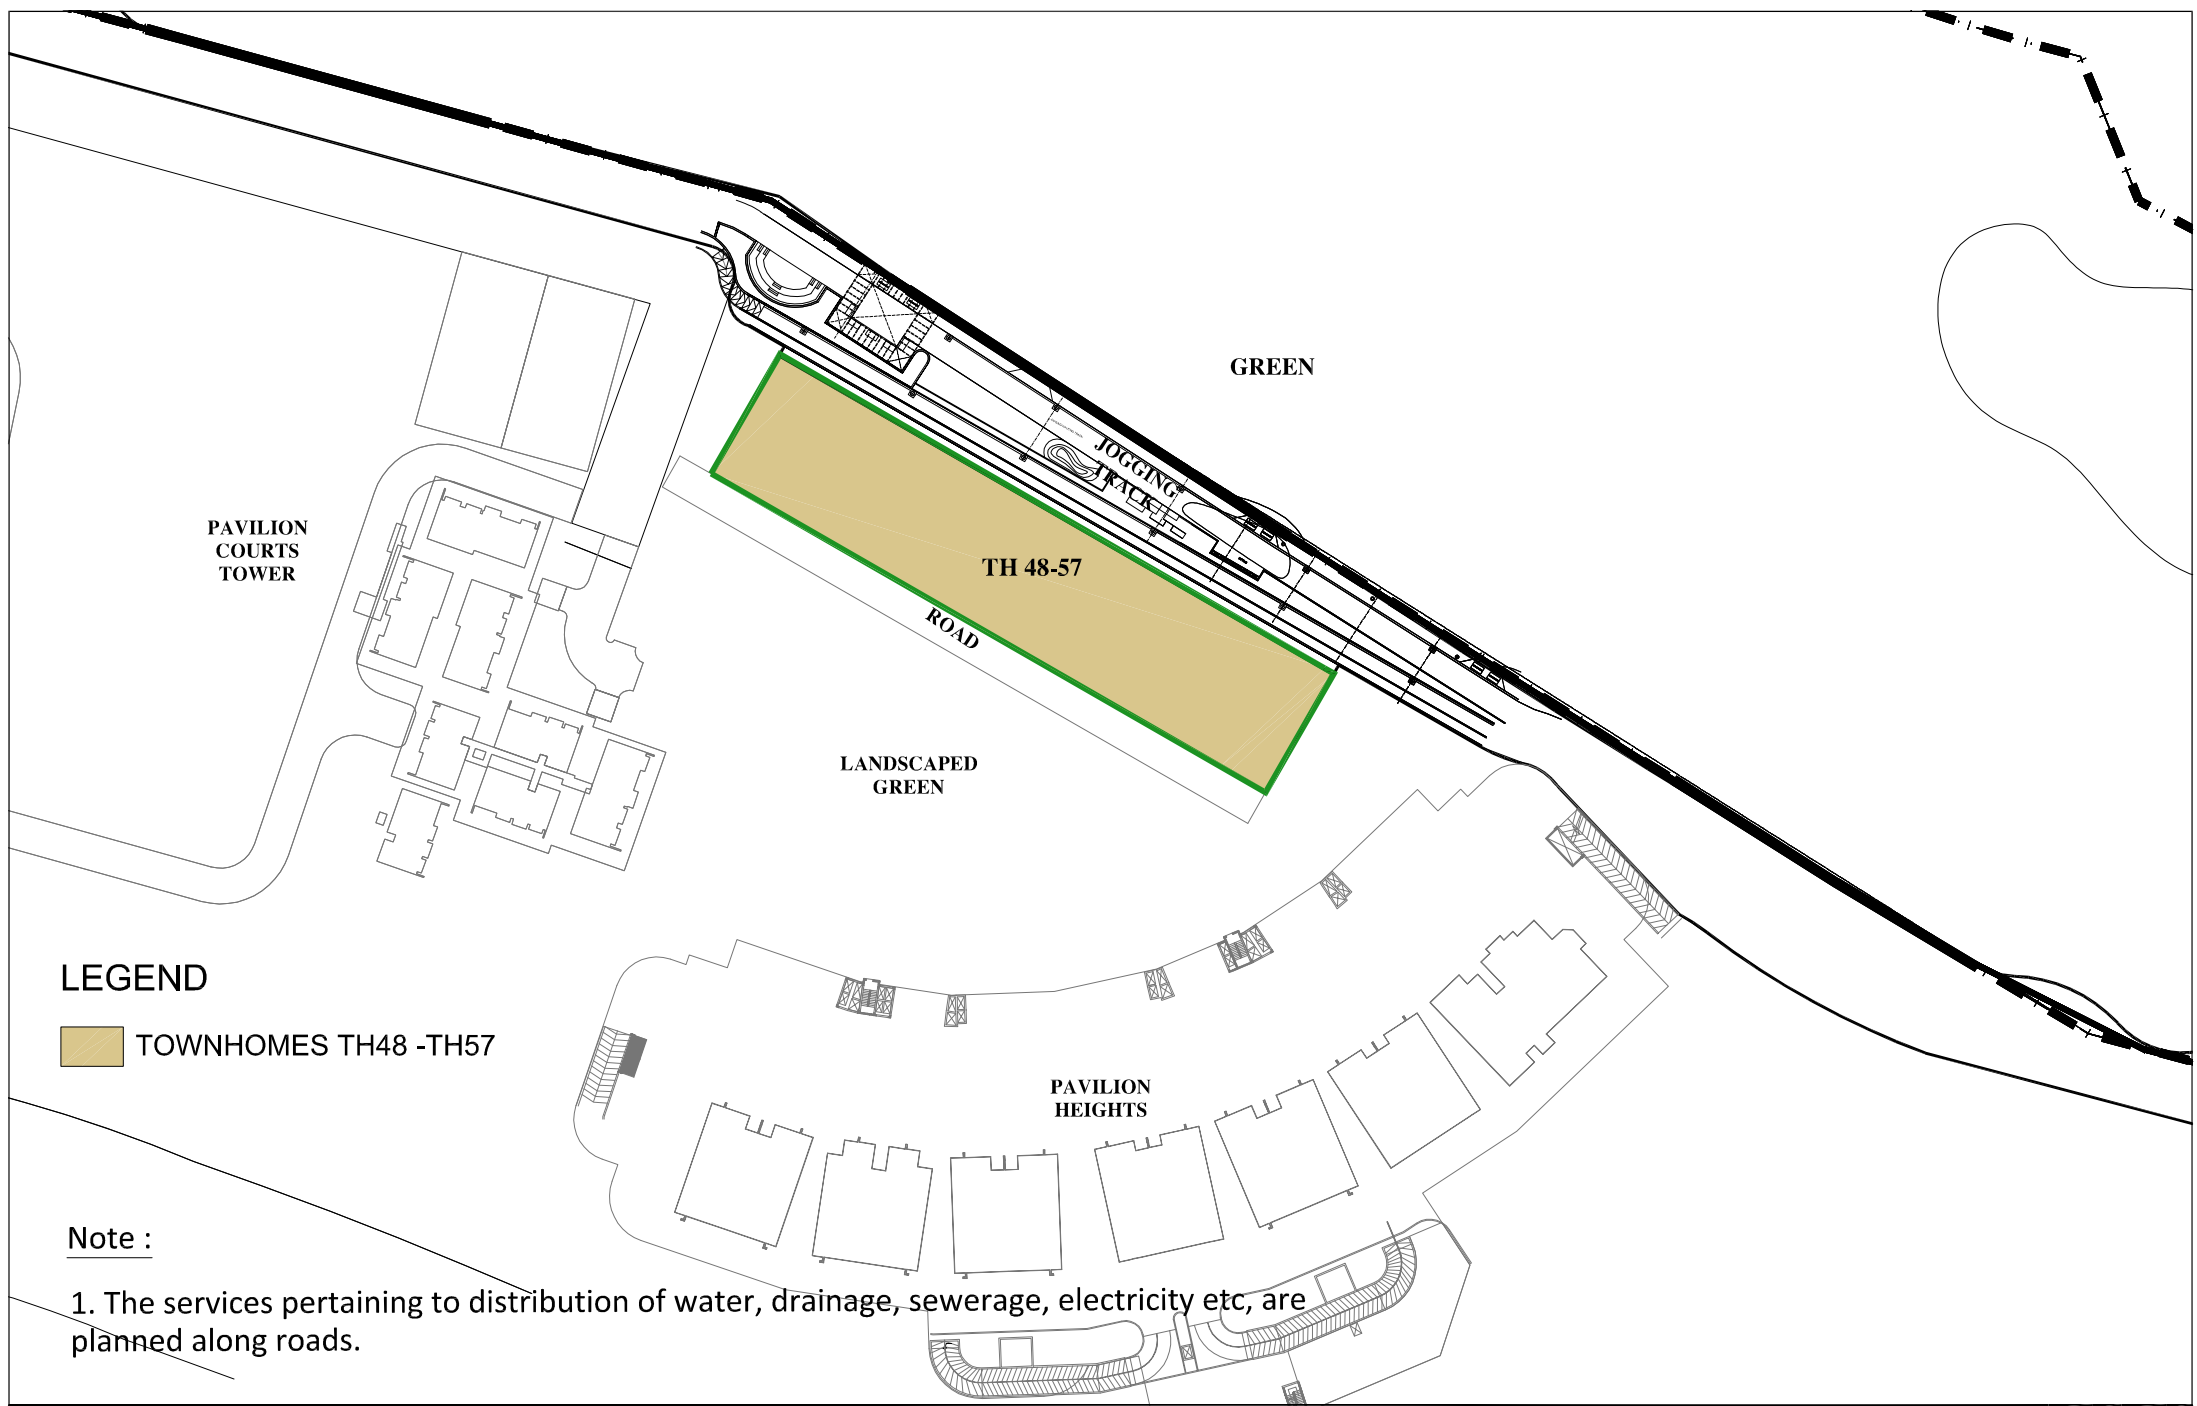 GREEN
JOGGING
TRACK
PAVILION
COURTS
TOWER
TH 48-57
ROAD
LANDSCAPED
GREEN
LEGEND
TOWNHOMES TH48 -TH57
PAVILION
HEIGHTS
Note :
1. The services pertaining to distribution of water, drainage, sewerage, electricity etc, are
planned along roads.